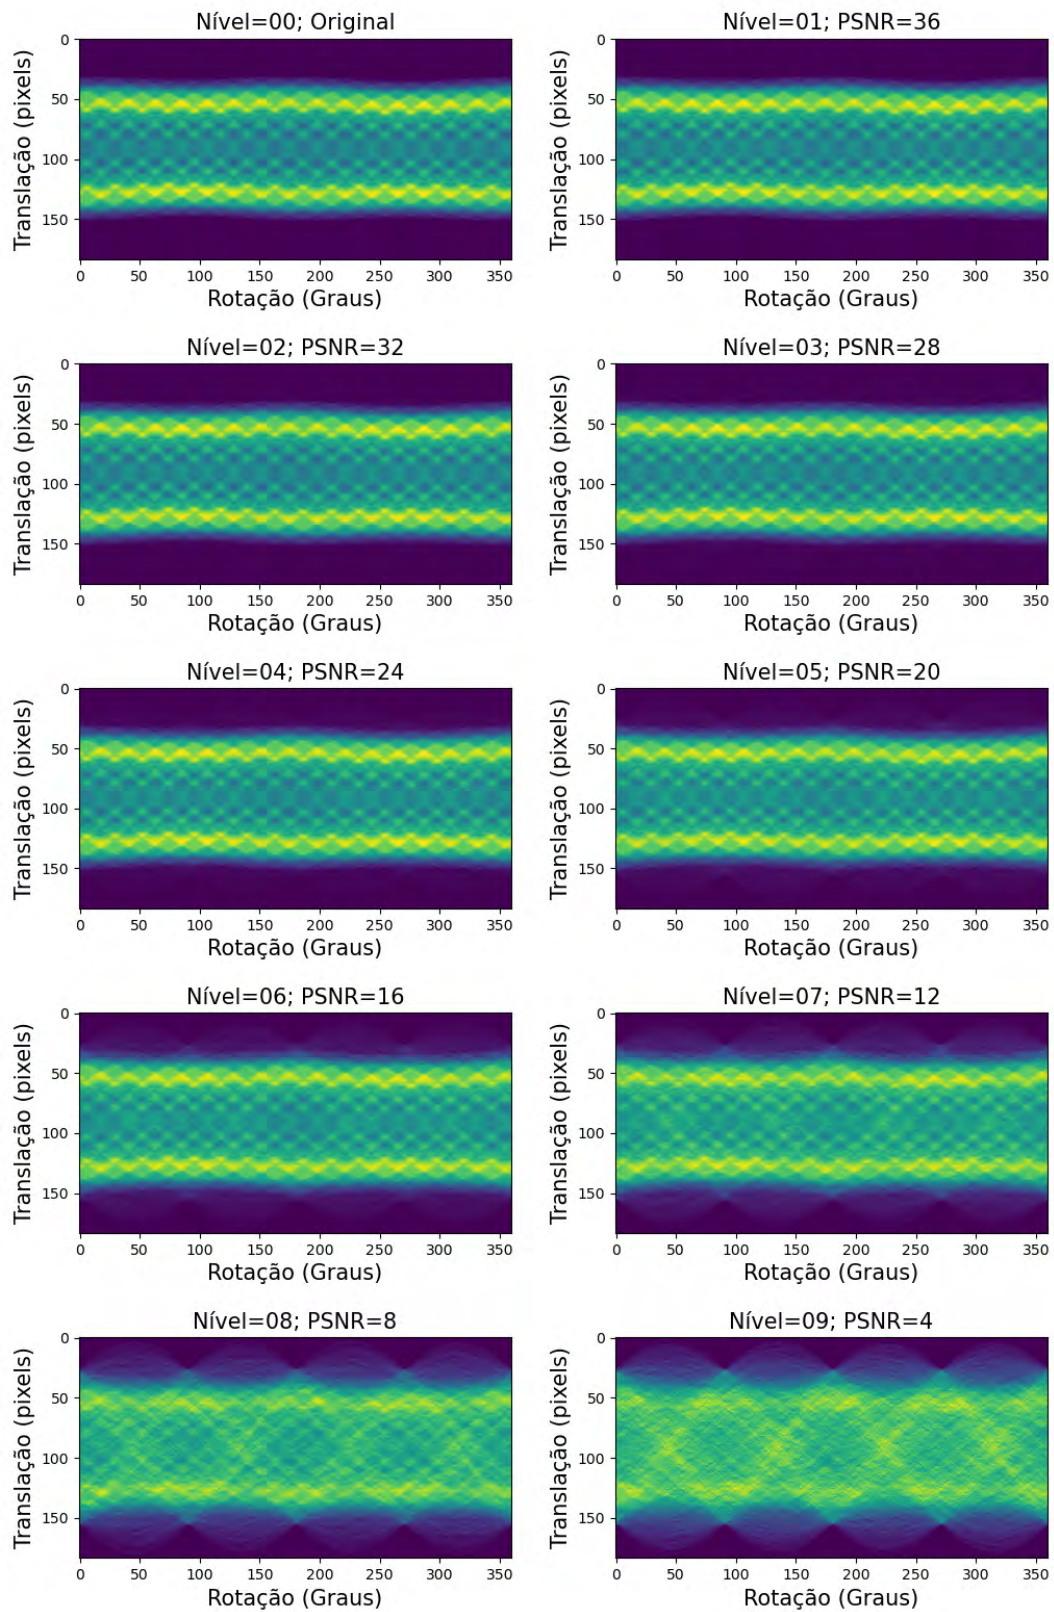 Nível=00; Original
Nível=01; PSNR=36
Translação (pixels)
0
50
100
150
0 50 100 150 200 250 300 350
Rotação (Graus)
Translação (pixels)
0
50
100
150
0 50 100 150 200 250 300 350
Rotação (Graus)
Nível=02; PSNR=32
Nível=03; PSNR=28
Translação (pixels)
0
50
100
150
0 50 100 150 200 250 300 350
Rotação (Graus)
Translação (pixels)
0
50
100
150
0 50 100 150 200 250 300 350
Rotação (Graus)
Nível=04; PSNR=24
Nível=05; PSNR=20
Translação (pixels)
0
50
100
150
0 50 100 150 200 250 300 350
Rotação (Graus)
Translação (pixels)
0
50
100
150
0 50 100 150 200 250 300 350
Rotação (Graus)
Nível=06; PSNR=16
Nível=07; PSNR=12
Translação (pixels)
0
50
100
150
0 50 100 150 200 250 300 350
Rotação (Graus)
Translação (pixels)
0
50
100
150
0 50 100 150 200 250 300 350
Rotação (Graus)
Nível=08; PSNR=8
Nível=09; PSNR=4
Translação (pixels)
0
50
100
150
0 50 100 150 200 250 300 350
Rotação (Graus)
Translação (pixels)
0
50
100
150
0 50 100 150 200 250 300 350
Rotação (Graus)